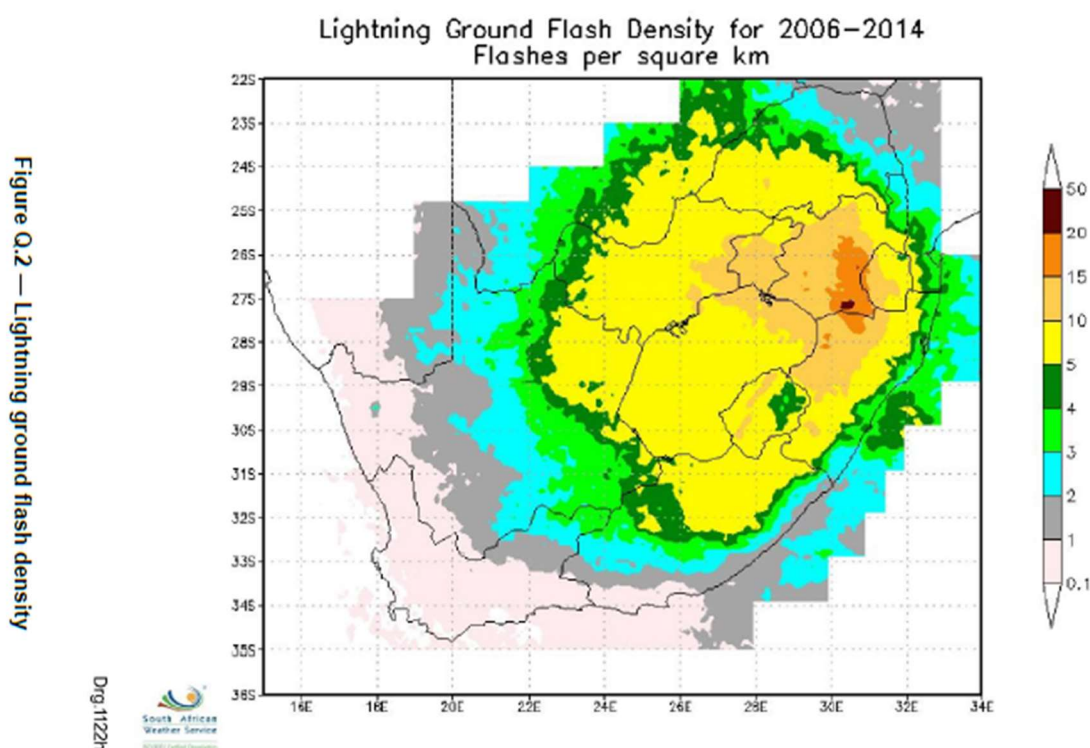 Lightning Ground Flash Density for 2006-2014
Flashes per square km
22S
23S
24S
25S
26S
27S
28S
29S
30S
31S
32S
33S
34S
35S
36S
16E
18E
20E
22E
24E
26E
28E
30E
32E
34E
50
20
15
10
5
4
3
2
1
0.1
Figure Q.2 — Lightning ground flash density
Drg.1122h
South African
Weather Service